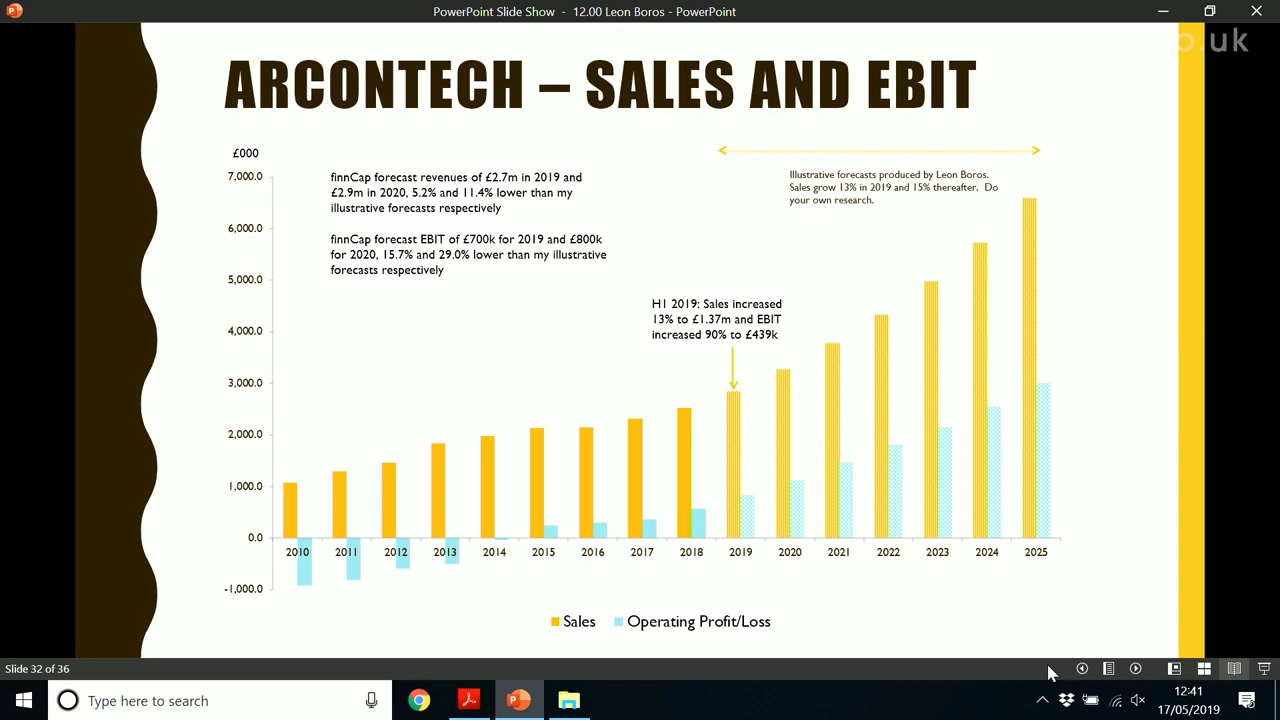 PowerPoint Slide Show - 12.00 Leon Boros - PowerPoint
o.uk
ARCONTECH – SALES AND EBIT
£000
7,000.0
6,000.0
5,000.0
4,000.0
3,000.0
2,000.0
1,000.0
0.0
-1,000.0
finnCap forecast revenues of £2.7m in 2019 and
£2.9m in 2020, 5.2% and 11.4% lower than my
illustrative forecasts respectively
finnCap forecast EBIT of £700k for 2019 and £800k
for 2020, 15.7% and 29.0% lower than my illustrative
forecasts respectively
Illustrative forecasts produced by Leon Boros.
Sales grow 13% in 2019 and 15% thereafter. Do
your own research.
H1 2019: Sales increased
13% to £1.37m and EBIT
increased 90% to £439k
2010 2011 2012 2013 2014 2015 2016 2017 2018 2019 2020 2021 2022 2023 2024 2025
Sales Operating Profit/Loss
Slide 32 of 36
Type here to search
12:41
17/05/2019